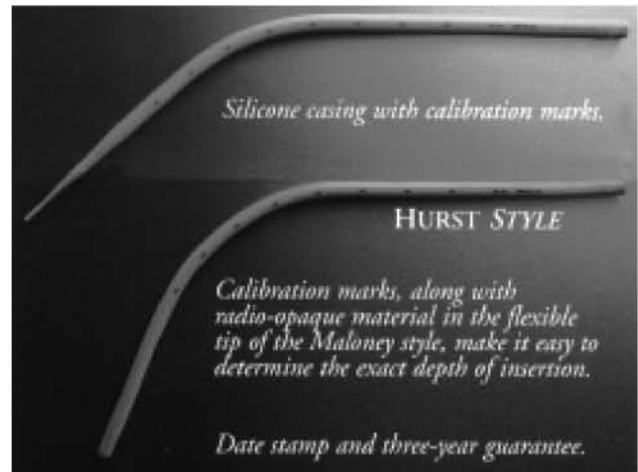 Silicone casing with calibration marks.
HURST STYLE
Calibration marks, along with
radio-opaque material in the flexible
tip of the Maloney style, make it easy to
determine the exact depth of insertion.
Date stamp and three-year guarantee.